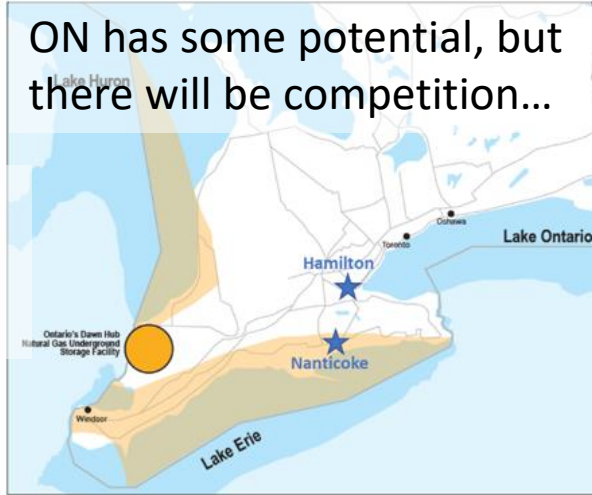 ON has some potential, but
Lake Huron
there will be competition…
Oshawa
Toronto
Lake Ontario
Hamilton
Ontario's Dawn Hub
Natural Gas Underground
Storage Facility
Nanticoke
Windsor
Lake Erie